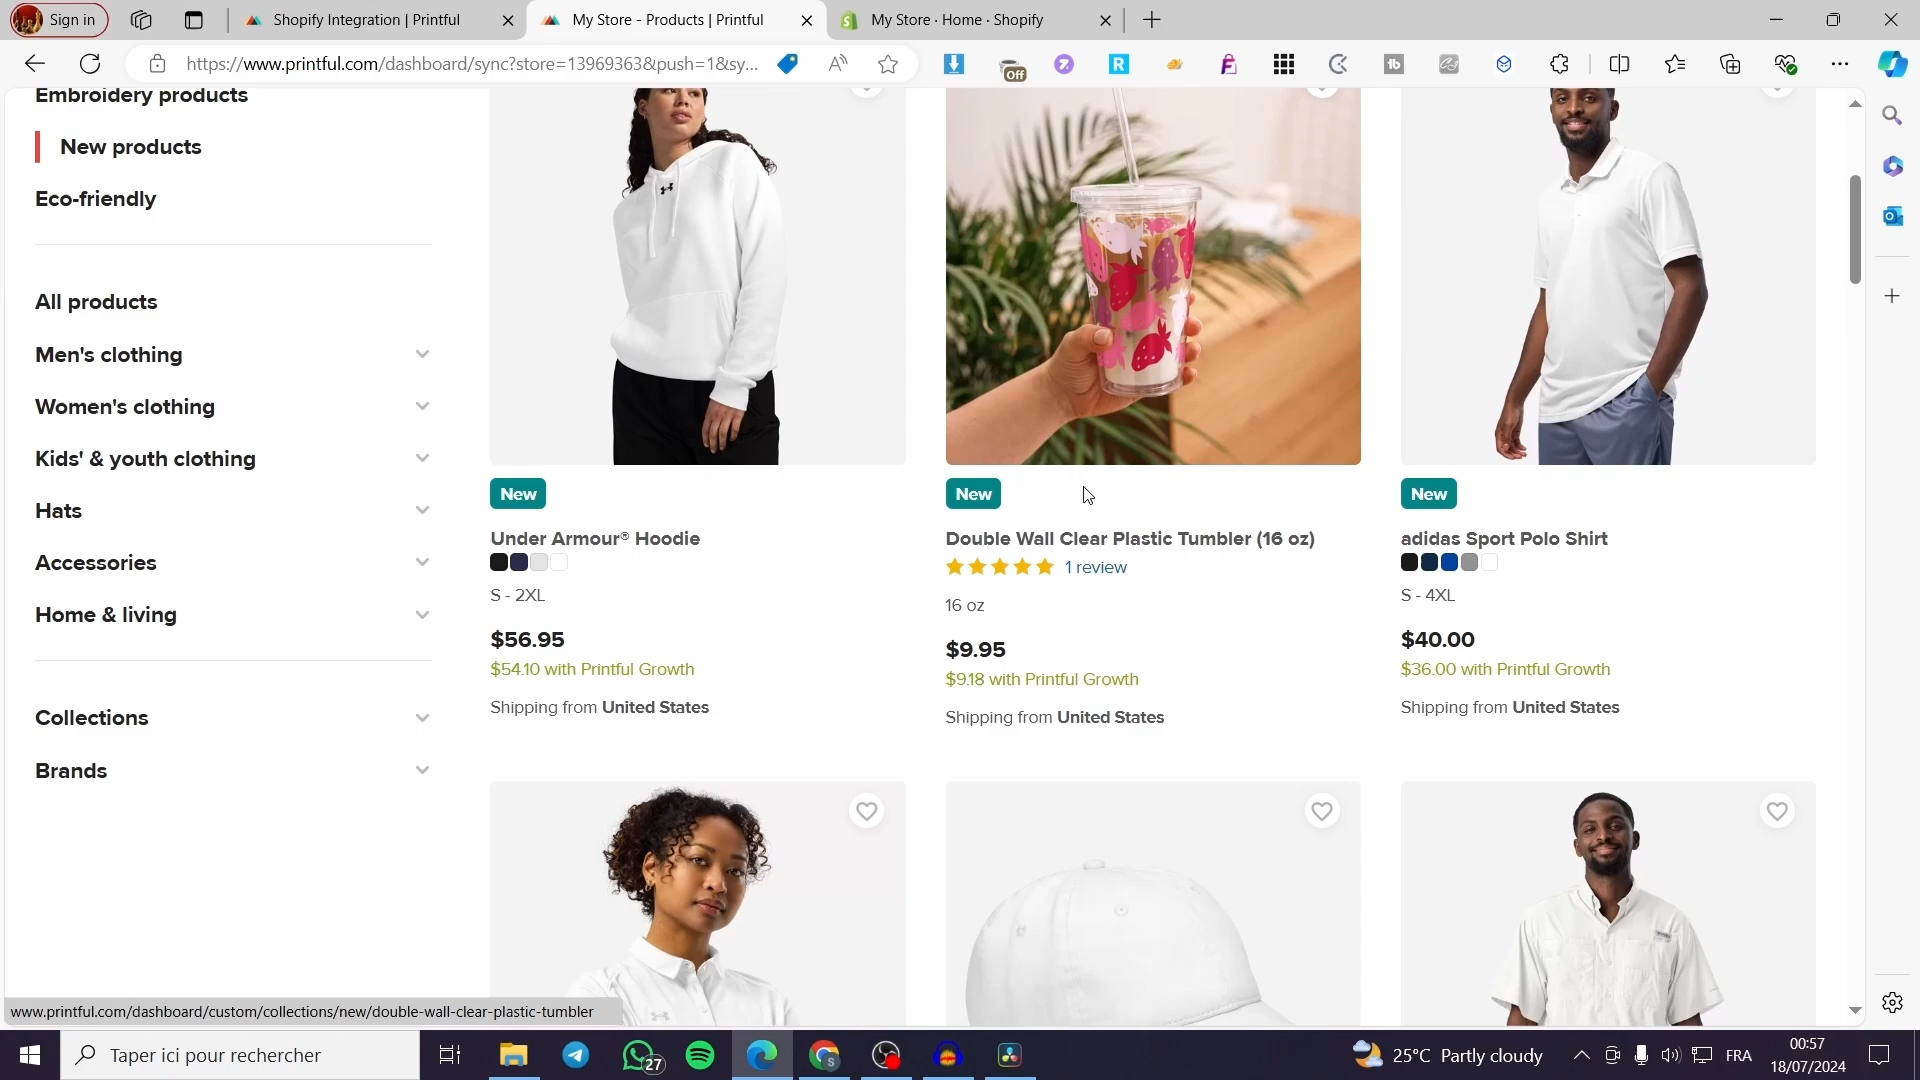 Sign in
Shopify Integration | Printful
My Store - Products | Printful
My Store · Home · Shopify
https://www.printful.com/dashboard/sync?store=13969363&push=1&sy...
Off
Embroidery products
New products
Eco-friendly
All products
Men's clothing
Women's clothing
Kids' & youth clothing
Hats
Accessories
Home & living
Collections
Brands
New
Under Armour® Hoodie
S - 2XL
$56.95
$54.10 with Printful Growth
Shipping from United States
New
Double Wall Clear Plastic Tumbler (16 oz)
1 review
16 oz
$9.95
$9.18 with Printful Growth
Shipping from United States
New
adidas Sport Polo Shirt
S - 4XL
$40.00
$36.00 with Printful Growth
Shipping from United States
www.printful.com/dashboard/custom/collections/new/double-wall-clear-plastic-tumbler
Taper ici pour rechercher
27
25°C Partly cloudy
FRA
00:57
18/07/2024